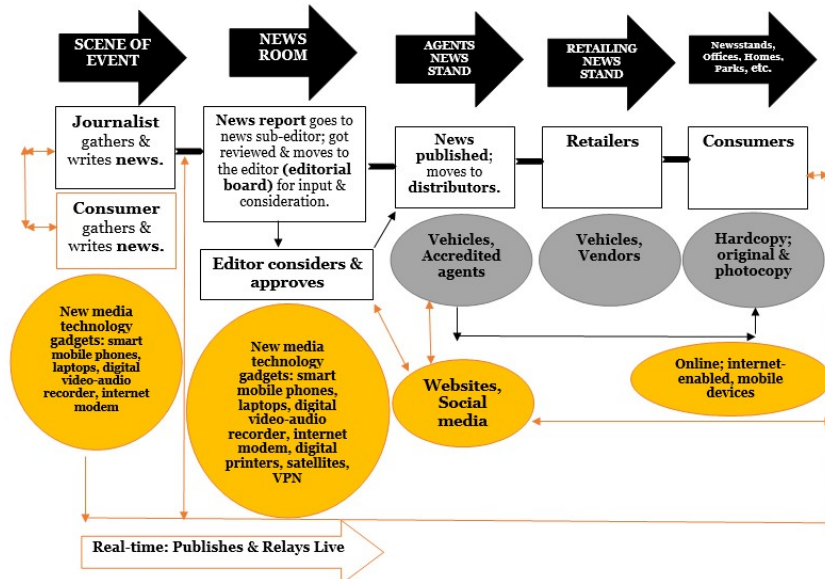 SCENE OF
EVENT
NEWS
ROOM
AGENTS
NEWS
STAND
RETAILING
NEWS
STAND
Newsstands,
Offices, Homes,
Parks, etc.
Journalist
gathers &
writes news.
News report goes to
news sub-editor; got
reviewed & moves to
the editor (editorial
board) for input &
consideration.
News
published;
moves to
distributors.
Retailers
Consumers
Consumer
gathers &
writes news.
Editor considers &
approves
Vehicles,
Accredited
agents
Vehicles,
Vendors
Hardcopy;
original &
photocopy
New media
technology
gadgets: smart
mobile phones,
laptops, digital
video-audio
recorder, internet
modem
New media
technology
gadgets: smart
mobile phones,
laptops, digital
video-audio
recorder, internet
modem, digital
printers, satellites,
VPN
Websites,
Social
media
Online; internet-
enabled, mobile
devices
Real-time: Publishes & Relays Live